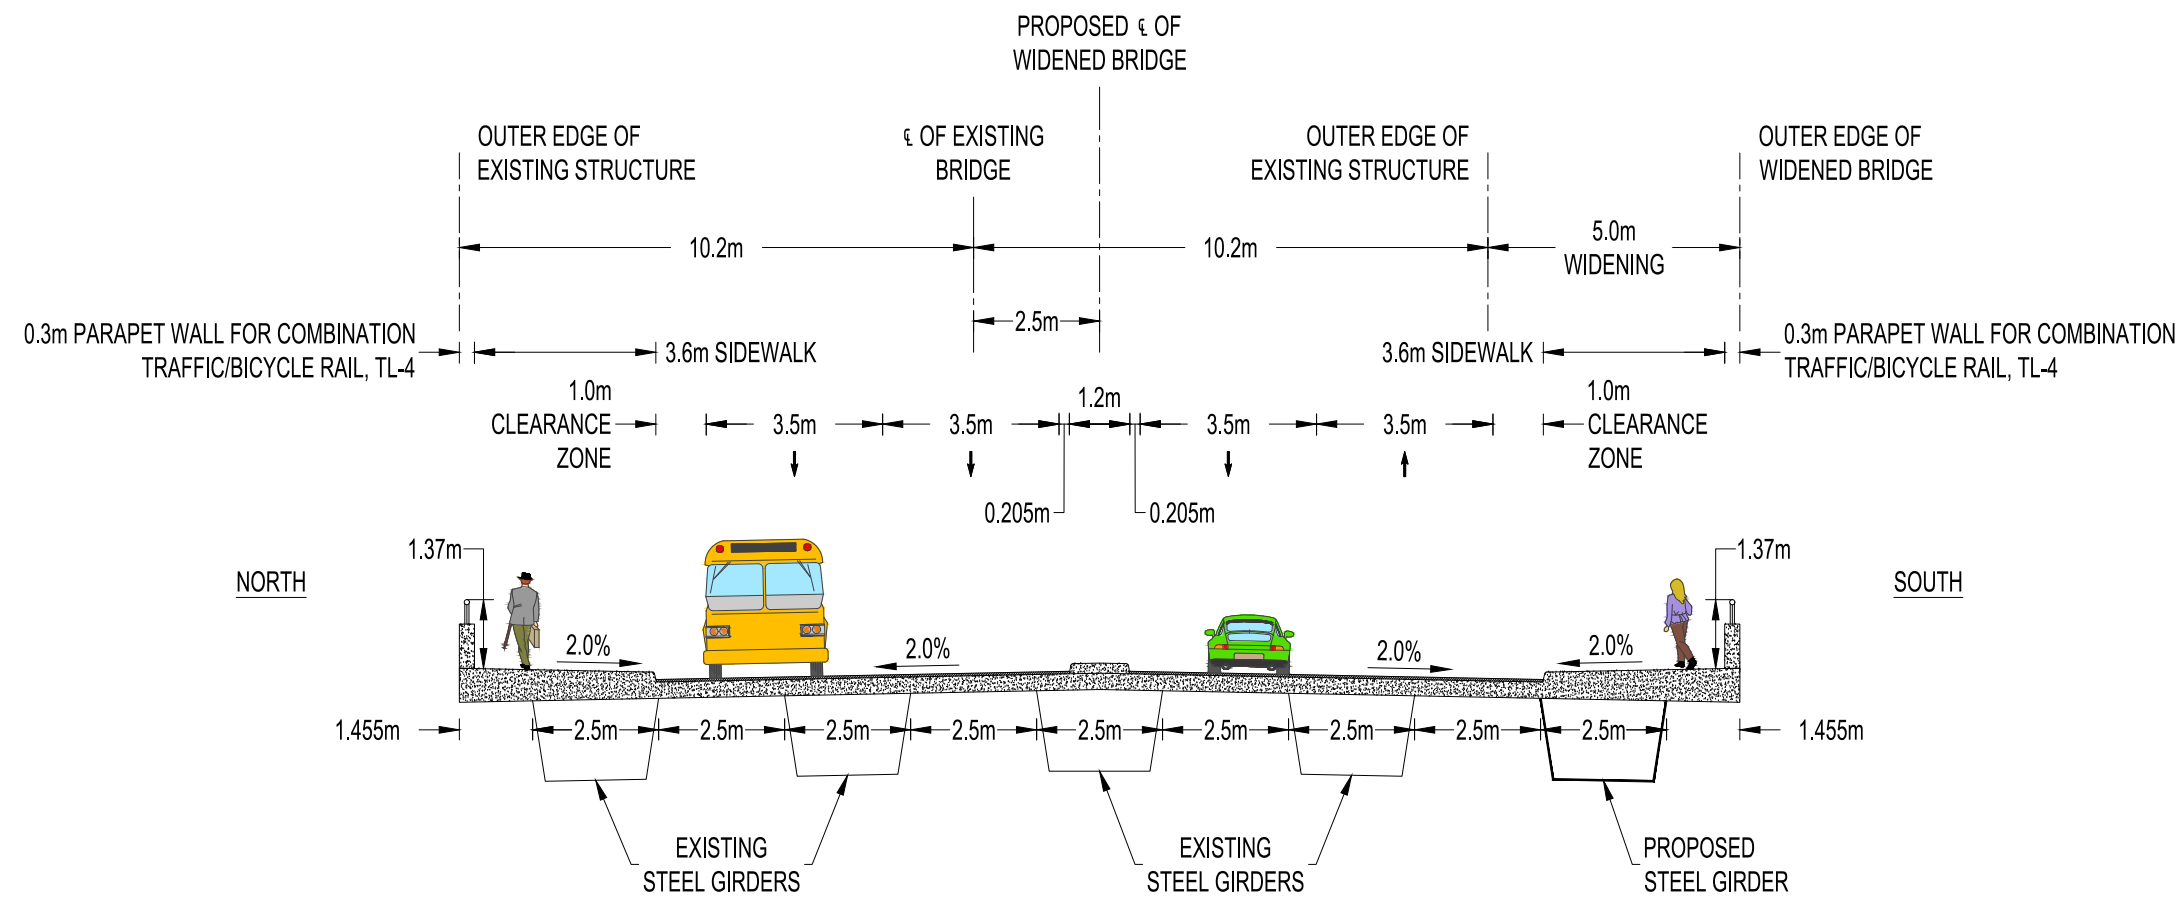 PROPOSED ℄ OF
WIDENED BRIDGE
OUTER EDGE OF
EXISTING STRUCTURE
℄ OF EXISTING
BRIDGE
OUTER EDGE OF
EXISTING STRUCTURE
OUTER EDGE OF
WIDENED BRIDGE
10.2m
10.2m
5.0m
WIDENING
2.5m
0.3m PARAPET WALL FOR COMBINATION
TRAFFIC/BICYCLE RAIL, TL-4
3.6m SIDEWALK
3.6m SIDEWALK
0.3m PARAPET WALL FOR COMBINATION
TRAFFIC/BICYCLE RAIL, TL-4
1.0m
CLEARANCE
ZONE
3.5m
3.5m
1.2m
3.5m
3.5m
1.0m
CLEARANCE
ZONE
0.205m
0.205m
1.37m
1.37m
NORTH
SOUTH
2.0%
2.0%
2.0%
2.0%
1.455m
2.5m
2.5m
2.5m
2.5m
2.5m
2.5m
2.5m
2.5m
2.5m
1.455m
EXISTING
STEEL GIRDERS
EXISTING
STEEL GIRDERS
PROPOSED
STEEL GIRDER